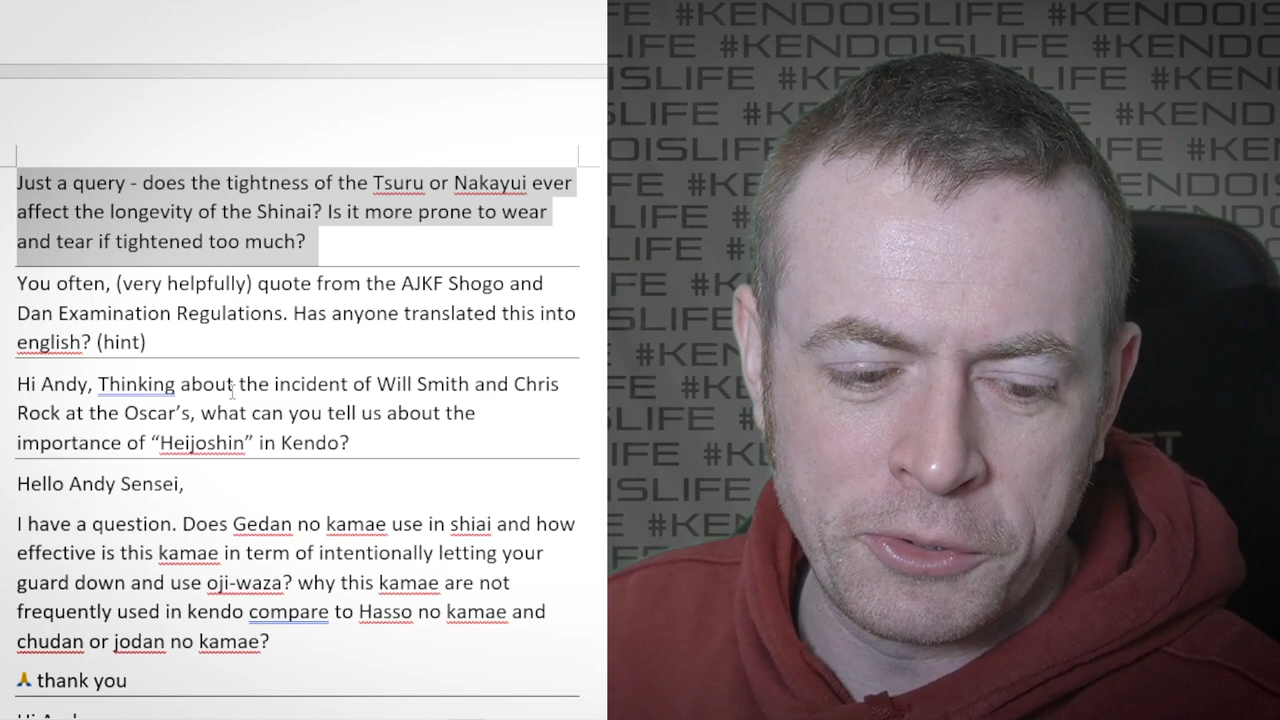 Just a query - does the tightness of the Tsuru or Nakayui ever
affect the longevity of the Shinai? Is it more prone to wear
and tear if tightened too much?
You often, (very helpfully) quote from the AJKF Shogo and
Dan Examination Regulations. Has anyone translated this into
english? (hint)
Hi Andy, Thinking about the incident of Will Smith and Chris
Rock at the Oscar’s, what can you tell us about the
importance of “Heijoshin” in Kendo?
Hello Andy Sensei,
I have a question. Does Gedan no kamae use in shiai and how
effective is this kamae in term of intentionally letting your
guard down and use oji-waza? why this kamae are not
frequently used in kendo compare to Hasso no kamae and
chudan or jodan no kamae?
🙏 thank you
#KENDOISLIFE #KENDOIS
LIFE #KENDOISLIFE #KENDOISLIFE
ISLIFE #KENDOISLIFE #KENDOISLIFE